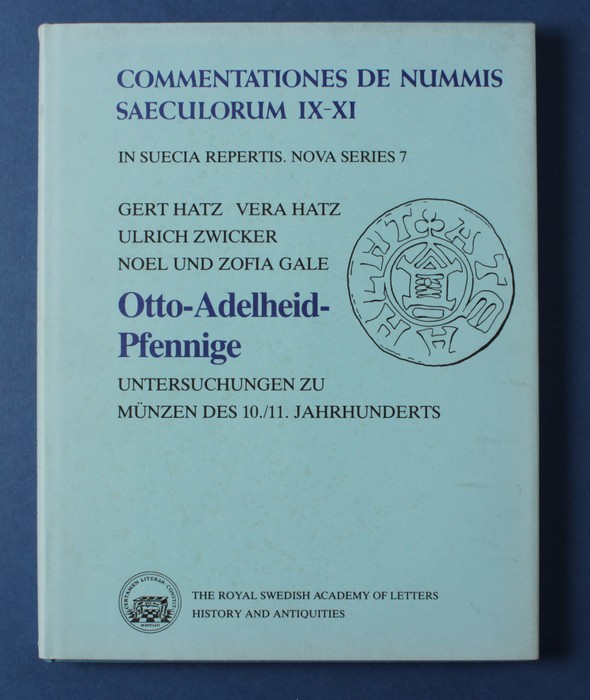 COMMENTATIONES DE NUMMIS
SAECULORUM IX-XI
IN SUECIA REPERTIS. NOVA SERIES 7
GERT HATZ VERA HATZ
ULRICH ZWICKER
NOEL UND ZOFIA GALE
Otto-Adelheid-
Pfennige
UNTERSUCHUNGEN ZU
MÜNZEN DES 10./11. JAHRHUNDERTS
THE ROYAL SWEDISH ACADEMY OF LETTERS
HISTORY AND ANTIQUITIES